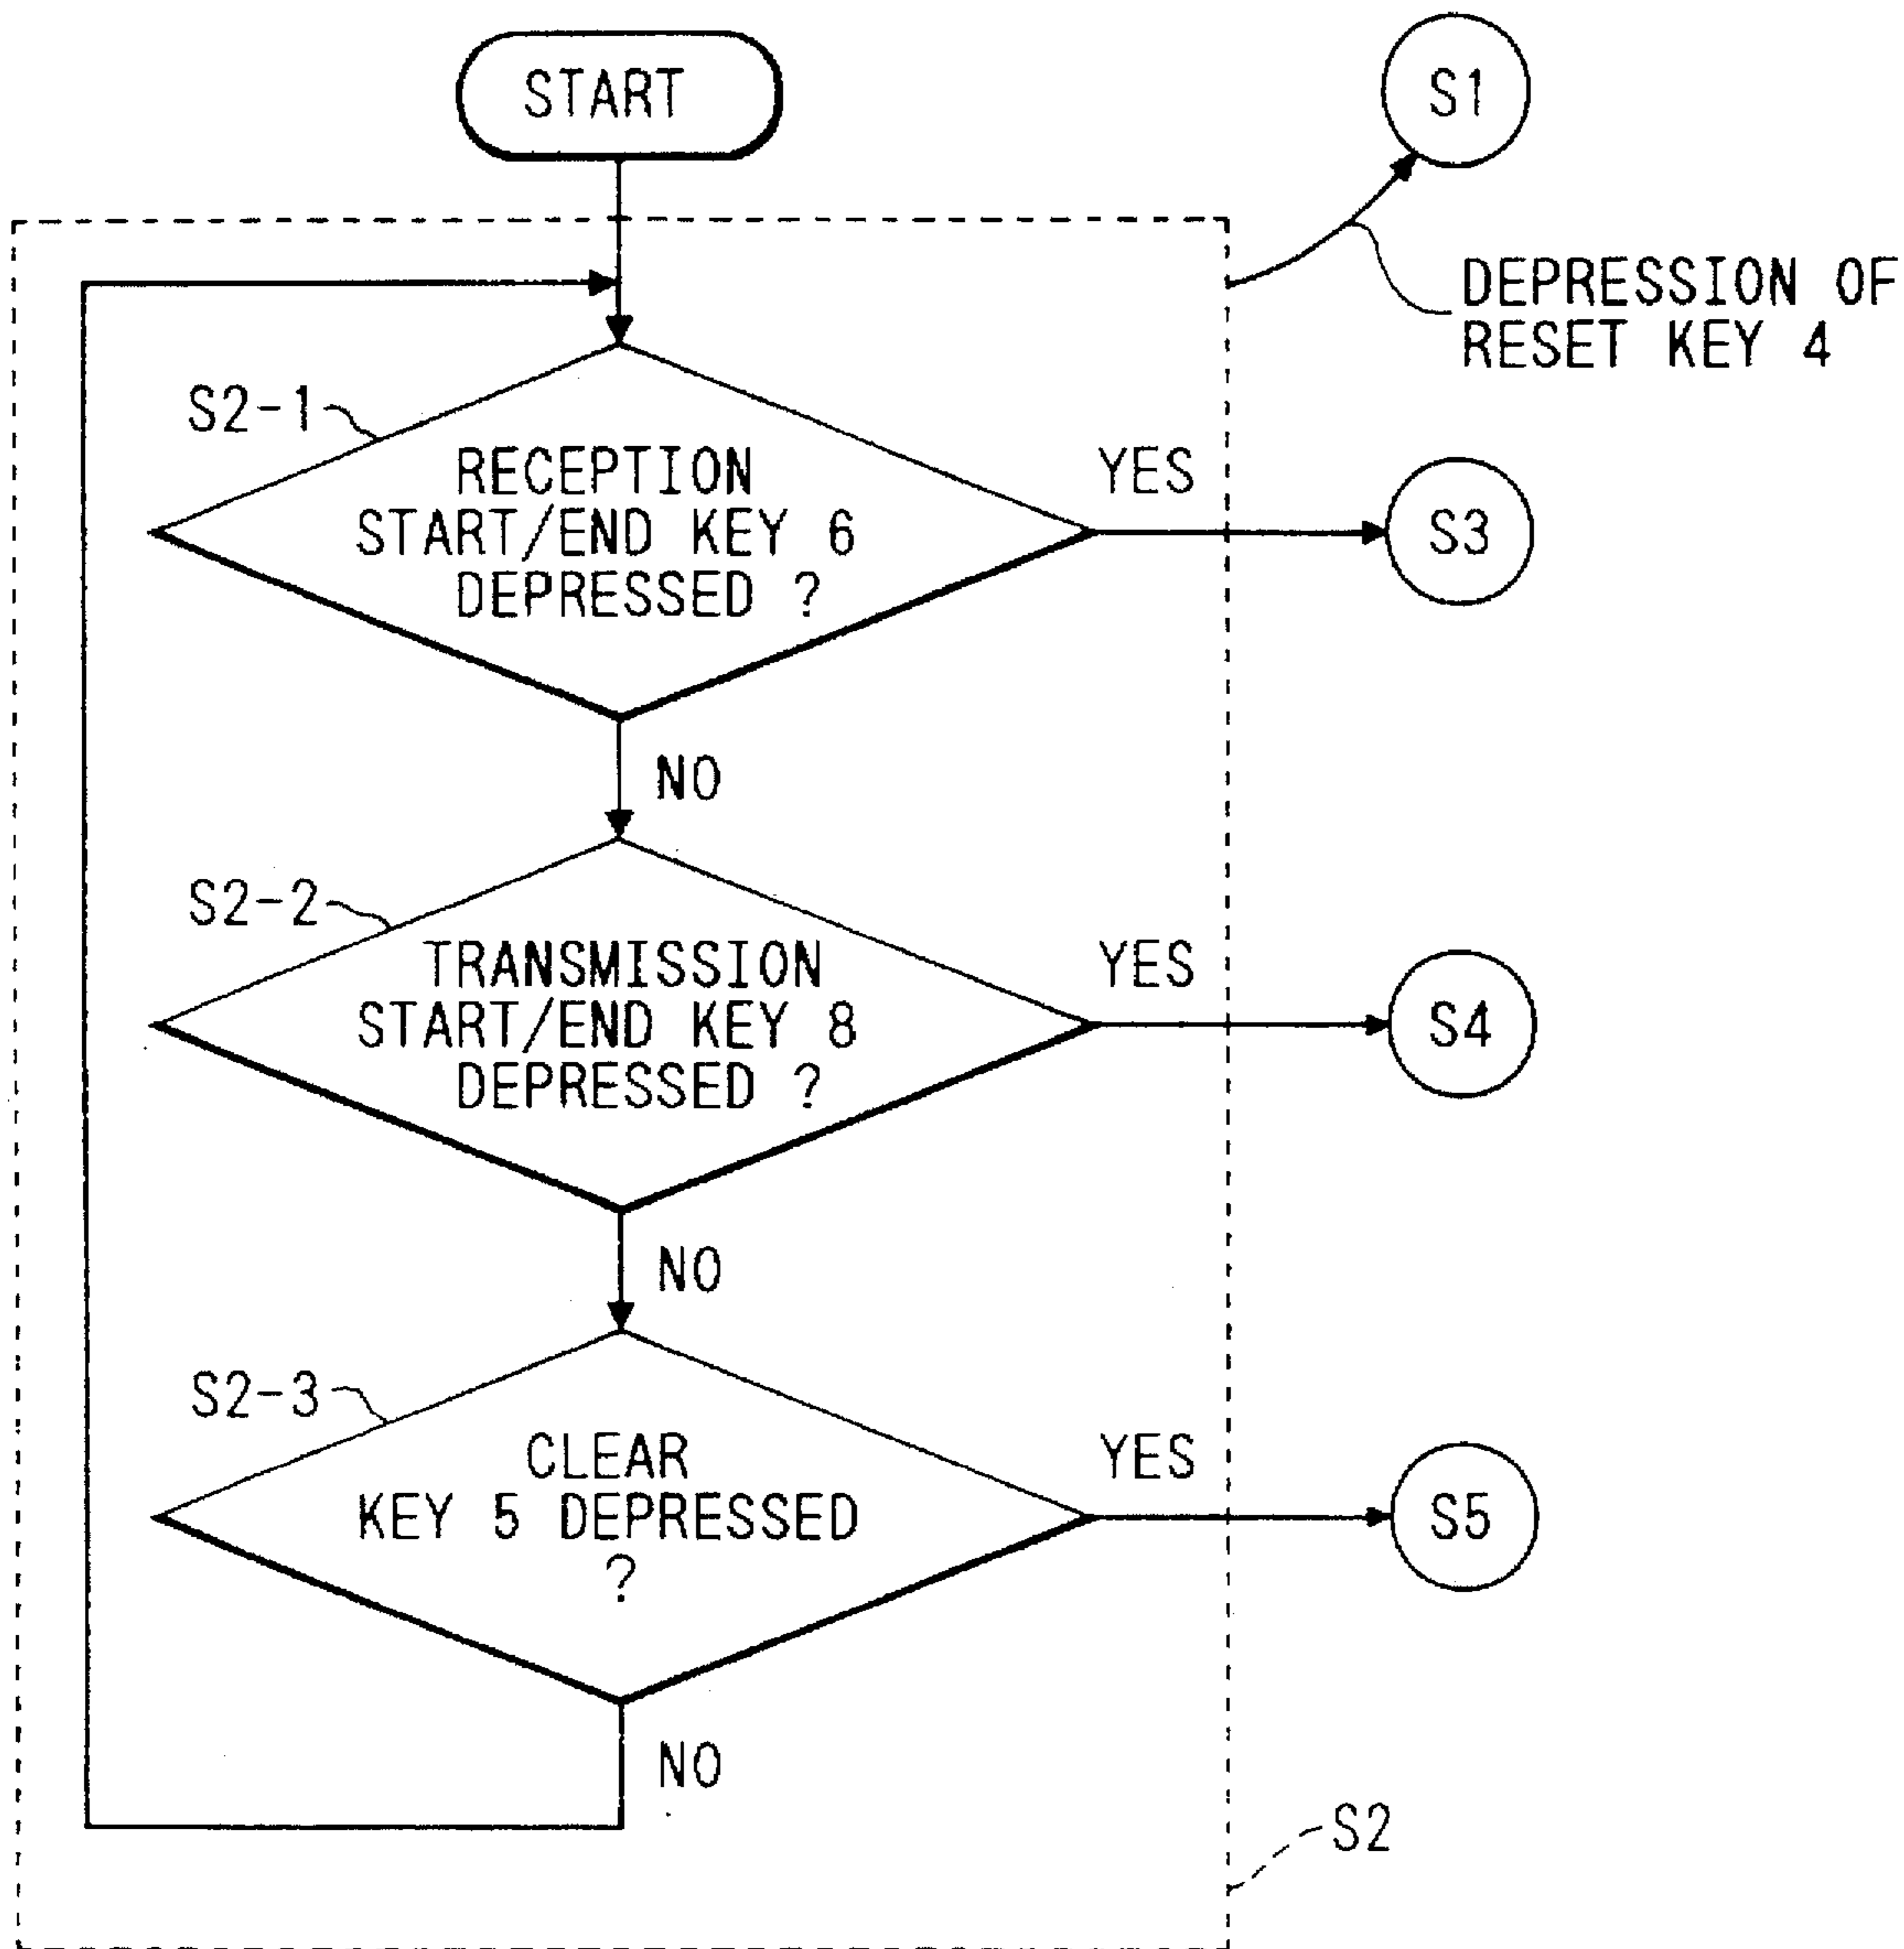 START
S1
DEPRESSION OF
RESET KEY 4
S2-1
RECEPTION
START/END KEY 6
DEPRESSED ?
YES
S3
NO
S2-2
TRANSMISSION
START/END KEY 8
DEPRESSED ?
YES
S4
NO
S2-3
CLEAR
KEY 5 DEPRESSED
?
YES
S5
NO
S2